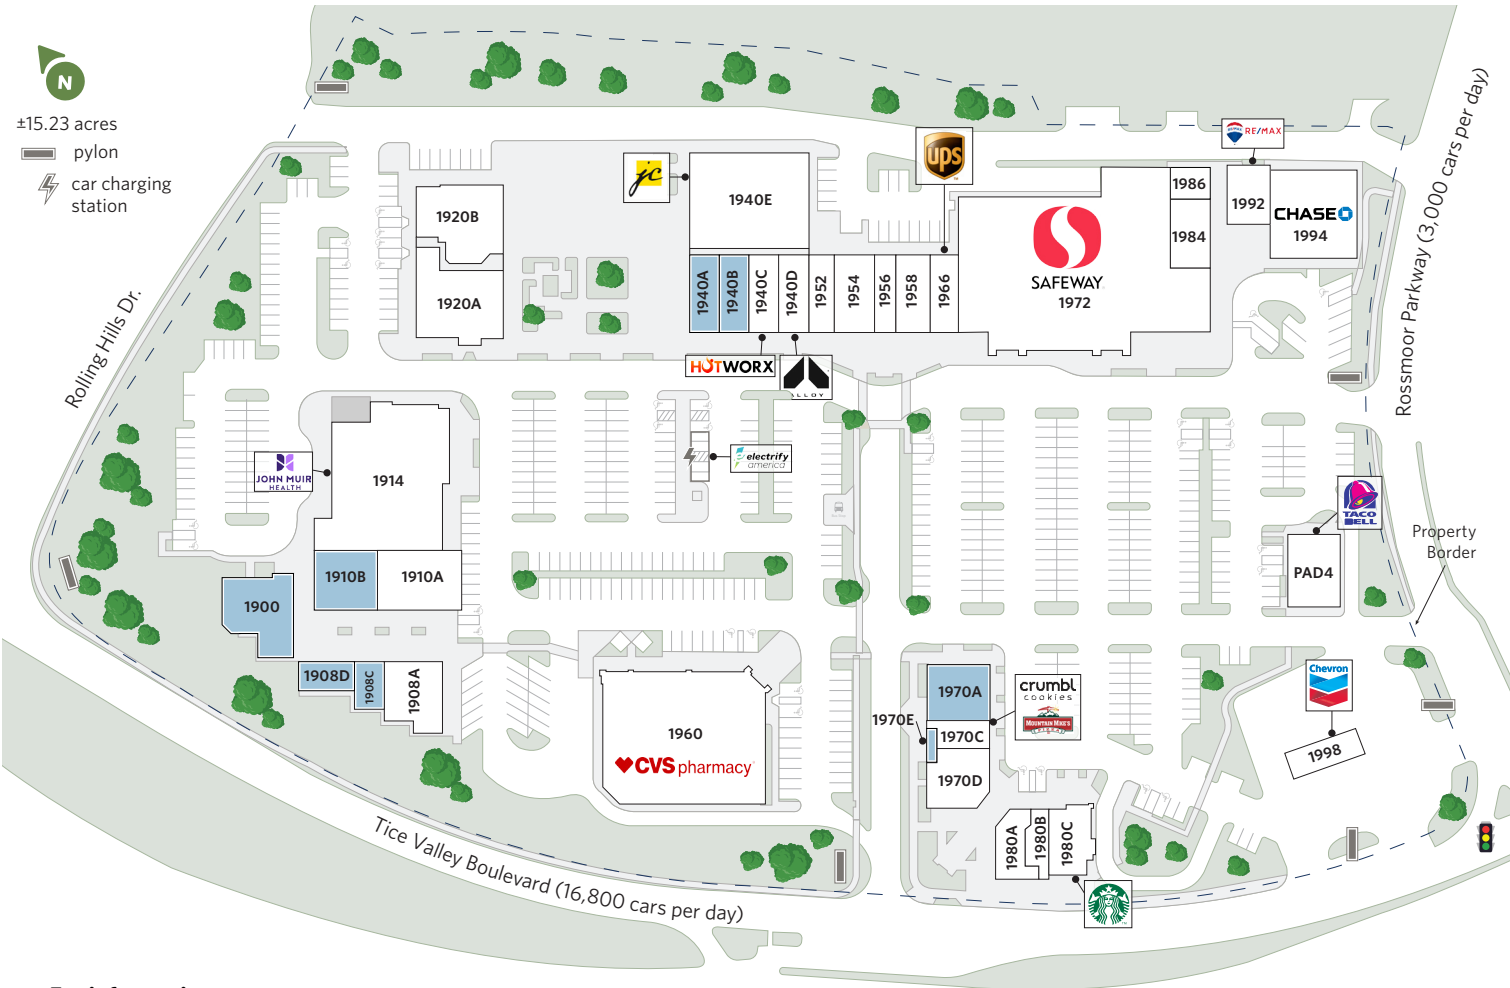 N
±15.23 acres
pylon
car charging
station
Rolling Hills Dr.
Rossmoor Parkway (3,000 cars per day)
Tice Valley Boulevard (16,800 cars per day)
Property
Border
jc
ups
RE/MAX
1920B
1920A
1940E
1940A
1940B
1940C
1940D
1952
1954
1956
1958
1966
SAFEWAY
1972
1986
1984
1992
CHASE
1994
HOTWORX
ALLOY
electrify
america
JOHN MUIR
HEALTH
1914
1910B
1910A
1900
1908D
1908C
1908A
1960
CVS pharmacy
TACO
BELL
PAD4
Chevron
1998
1970A
1970E
1970C
1970D
crumbl
cookies
MOUNTAIN MIKE'S
1980A
1980B
1980C